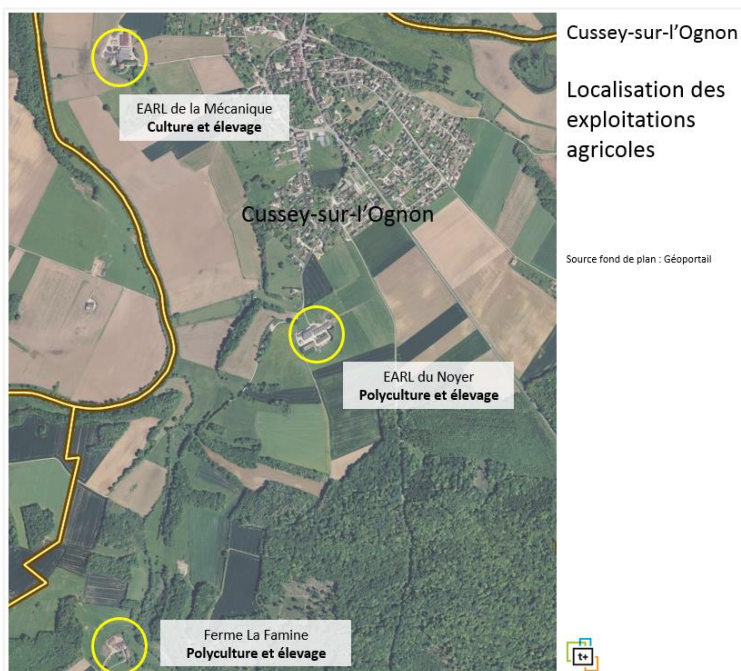 Cussey-sur-l'Ognon
Localisation des
exploitations
agricoles
Source fond de plan : Géoportail
EARL de la Mécanique
Culture et élevage
Cussey-sur-l'Ognon
EARL du Noyer
Polyculture et élevage
Ferme La Famine
Polyculture et élevage
t+